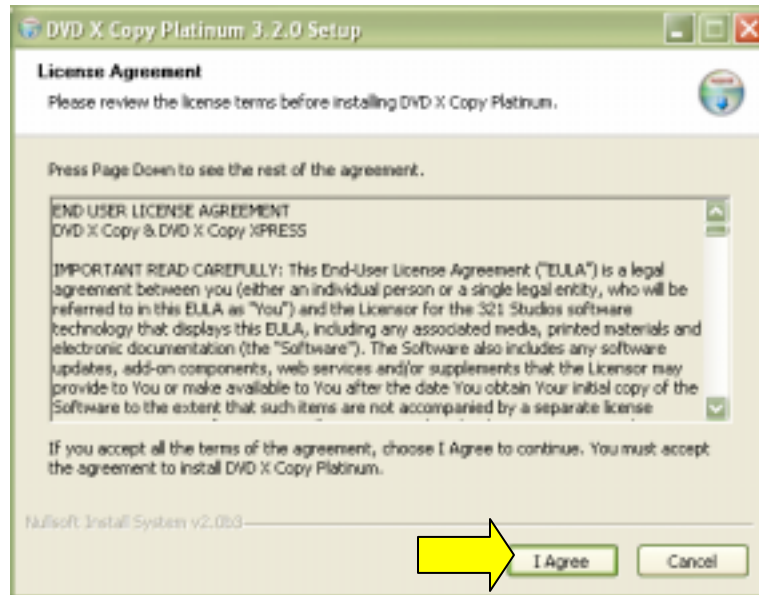 DVD X Copy Platinum 3.2.0 Setup
License Agreement
Please review the license terms before installing DVD X Copy Platinum.
Press Page Down to see the rest of the agreement.
END USER LICENSE AGREEMENT
DVD X Copy & DVD X Copy XPRESS
IMPORTANT READ CAREFULLY: This End-User License Agreement ("EULA") is a legal
agreement between you (either an individual person or a single legal entity, who will be
referred to in this EULA as "You") and the Licensor for the 321 Studios software
technology that displays this EULA, including any associated media, printed materials and
electronic documentation (the "Software"). The Software also includes any software
updates, add-on components, web services and/or supplements that the Licensor may
provide to You or make available to You after the date You obtain Your initial copy of the
Software to the extent that such items are not accompanied by a separate license
If you accept all the terms of the agreement, choose I Agree to continue. You must accept
the agreement to install DVD X Copy Platinum.
Nullsoft Install System v2.0b3
I Agree
Cancel